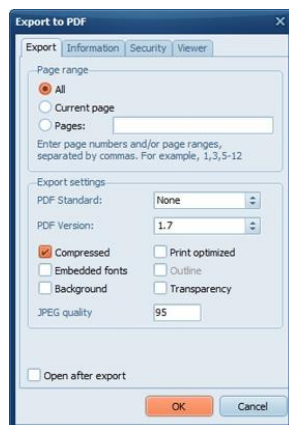 Export to PDF
Export Information Security Viewer
Page range
All
Current page
Pages:
Enter page numbers and/or page ranges,
separated by commas. For example, 1,3,5-12
Export settings
PDF Standard: None
PDF Version: 1.7
Compressed Print optimized
Embedded fonts Outline
Background Transparency
JPEG quality 95
Open after export
OK Cancel